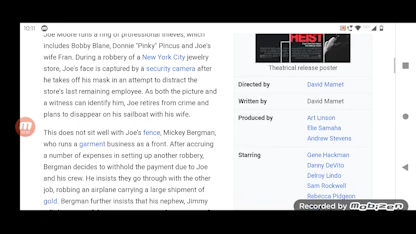 10:11
Joe Moore runs a ring of professional thieves, which
includes Bobby Blane, Donnie "Pinky" Pincus and Joe's
wife Fran. During a robbery of a New York City jewelry
store, Joe's face is captured by a security camera after
he takes off his mask in an attempt to distract the
store's last remaining employee. As both the picture and
a witness can identify him, Joe retires from crime and
plans to disappear on his sailboat with his wife.
This does not sit well with Joe's fence, Mickey Bergman,
who runs a garment business as a front. After accruing
a number of expenses in setting up another robbery,
Bergman decides to withhold the payment due to Joe
and his crew. He insists they go through with the other
job, robbing an airplane carrying a large shipment of
gold. Bergman further insists that his nephew, Jimmy
HEIST
Theatrical release poster
Directed by David Mamet
Written by David Mamet
Produced by Art Linson
Elie Samaha
Andrew Stevens
Starring Gene Hackman
Danny DeVito
Delroy Lindo
Sam Rockwell
Rebecca Pidgeon
Recorded by Mobizen